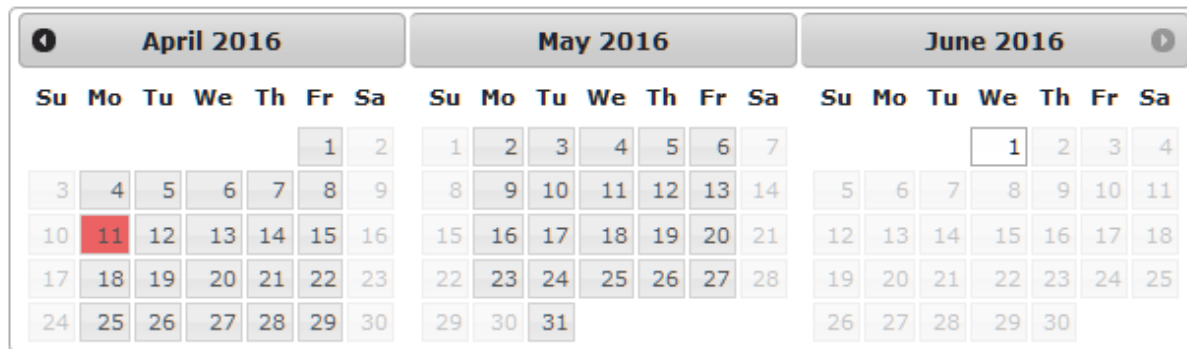 April 2016 May 2016 June 2016
Su Mo Tu We Th Fr Sa Su Mo Tu We Th Fr Sa Su Mo Tu We Th Fr Sa
1 2 1 2 3 4 5 6 7 1 2 3 4
3 4 5 6 7 8 9 8 9 10 11 12 13 14 5 6 7 8 9 10 11
10 11 12 13 14 15 16 15 16 17 18 19 20 21 12 13 14 15 16 17 18
17 18 19 20 21 22 23 22 23 24 25 26 27 28 19 20 21 22 23 24 25
24 25 26 27 28 29 30 29 30 31 26 27 28 29 30